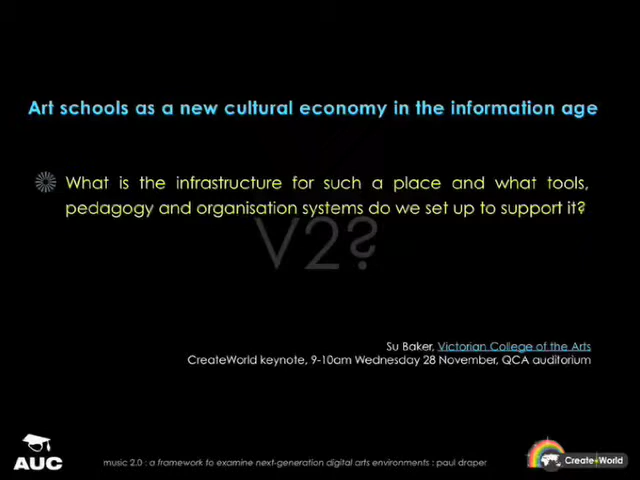 Art schools as a new cultural economy in the information age
What is the infrastructure for such a place and what tools,
pedagogy and organisation systems do we set up to support it?
V2?
Su Baker, Victorian College of the Arts
CreateWorld keynote, 9-10am Wednesday 28 November, QCA auditorium
AUC
music 2.0 : a framework to examine next-generation digital arts environments : paul draper
Create+World